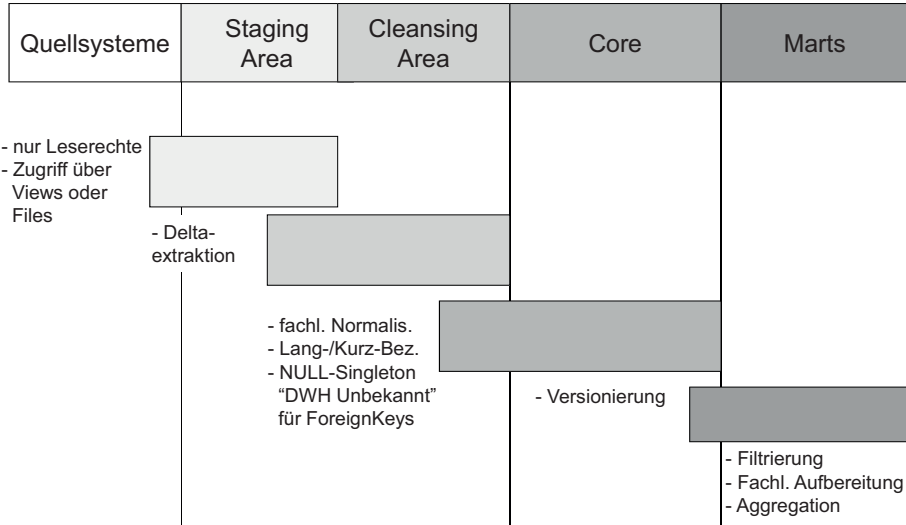 Quellsysteme
Staging
Area
Cleansing
Area
Core
Marts
- nur Leserechte
- Zugriff über
Views oder
Files
- Delta-
extraktion
- fachl. Normalis.
- Lang-/Kurz-Bez.
- NULL-Singleton
“DWH Unbekannt”
für ForeignKeys
- Versionierung
- Filtrierung
- Fachl. Aufbereitung
- Aggregation